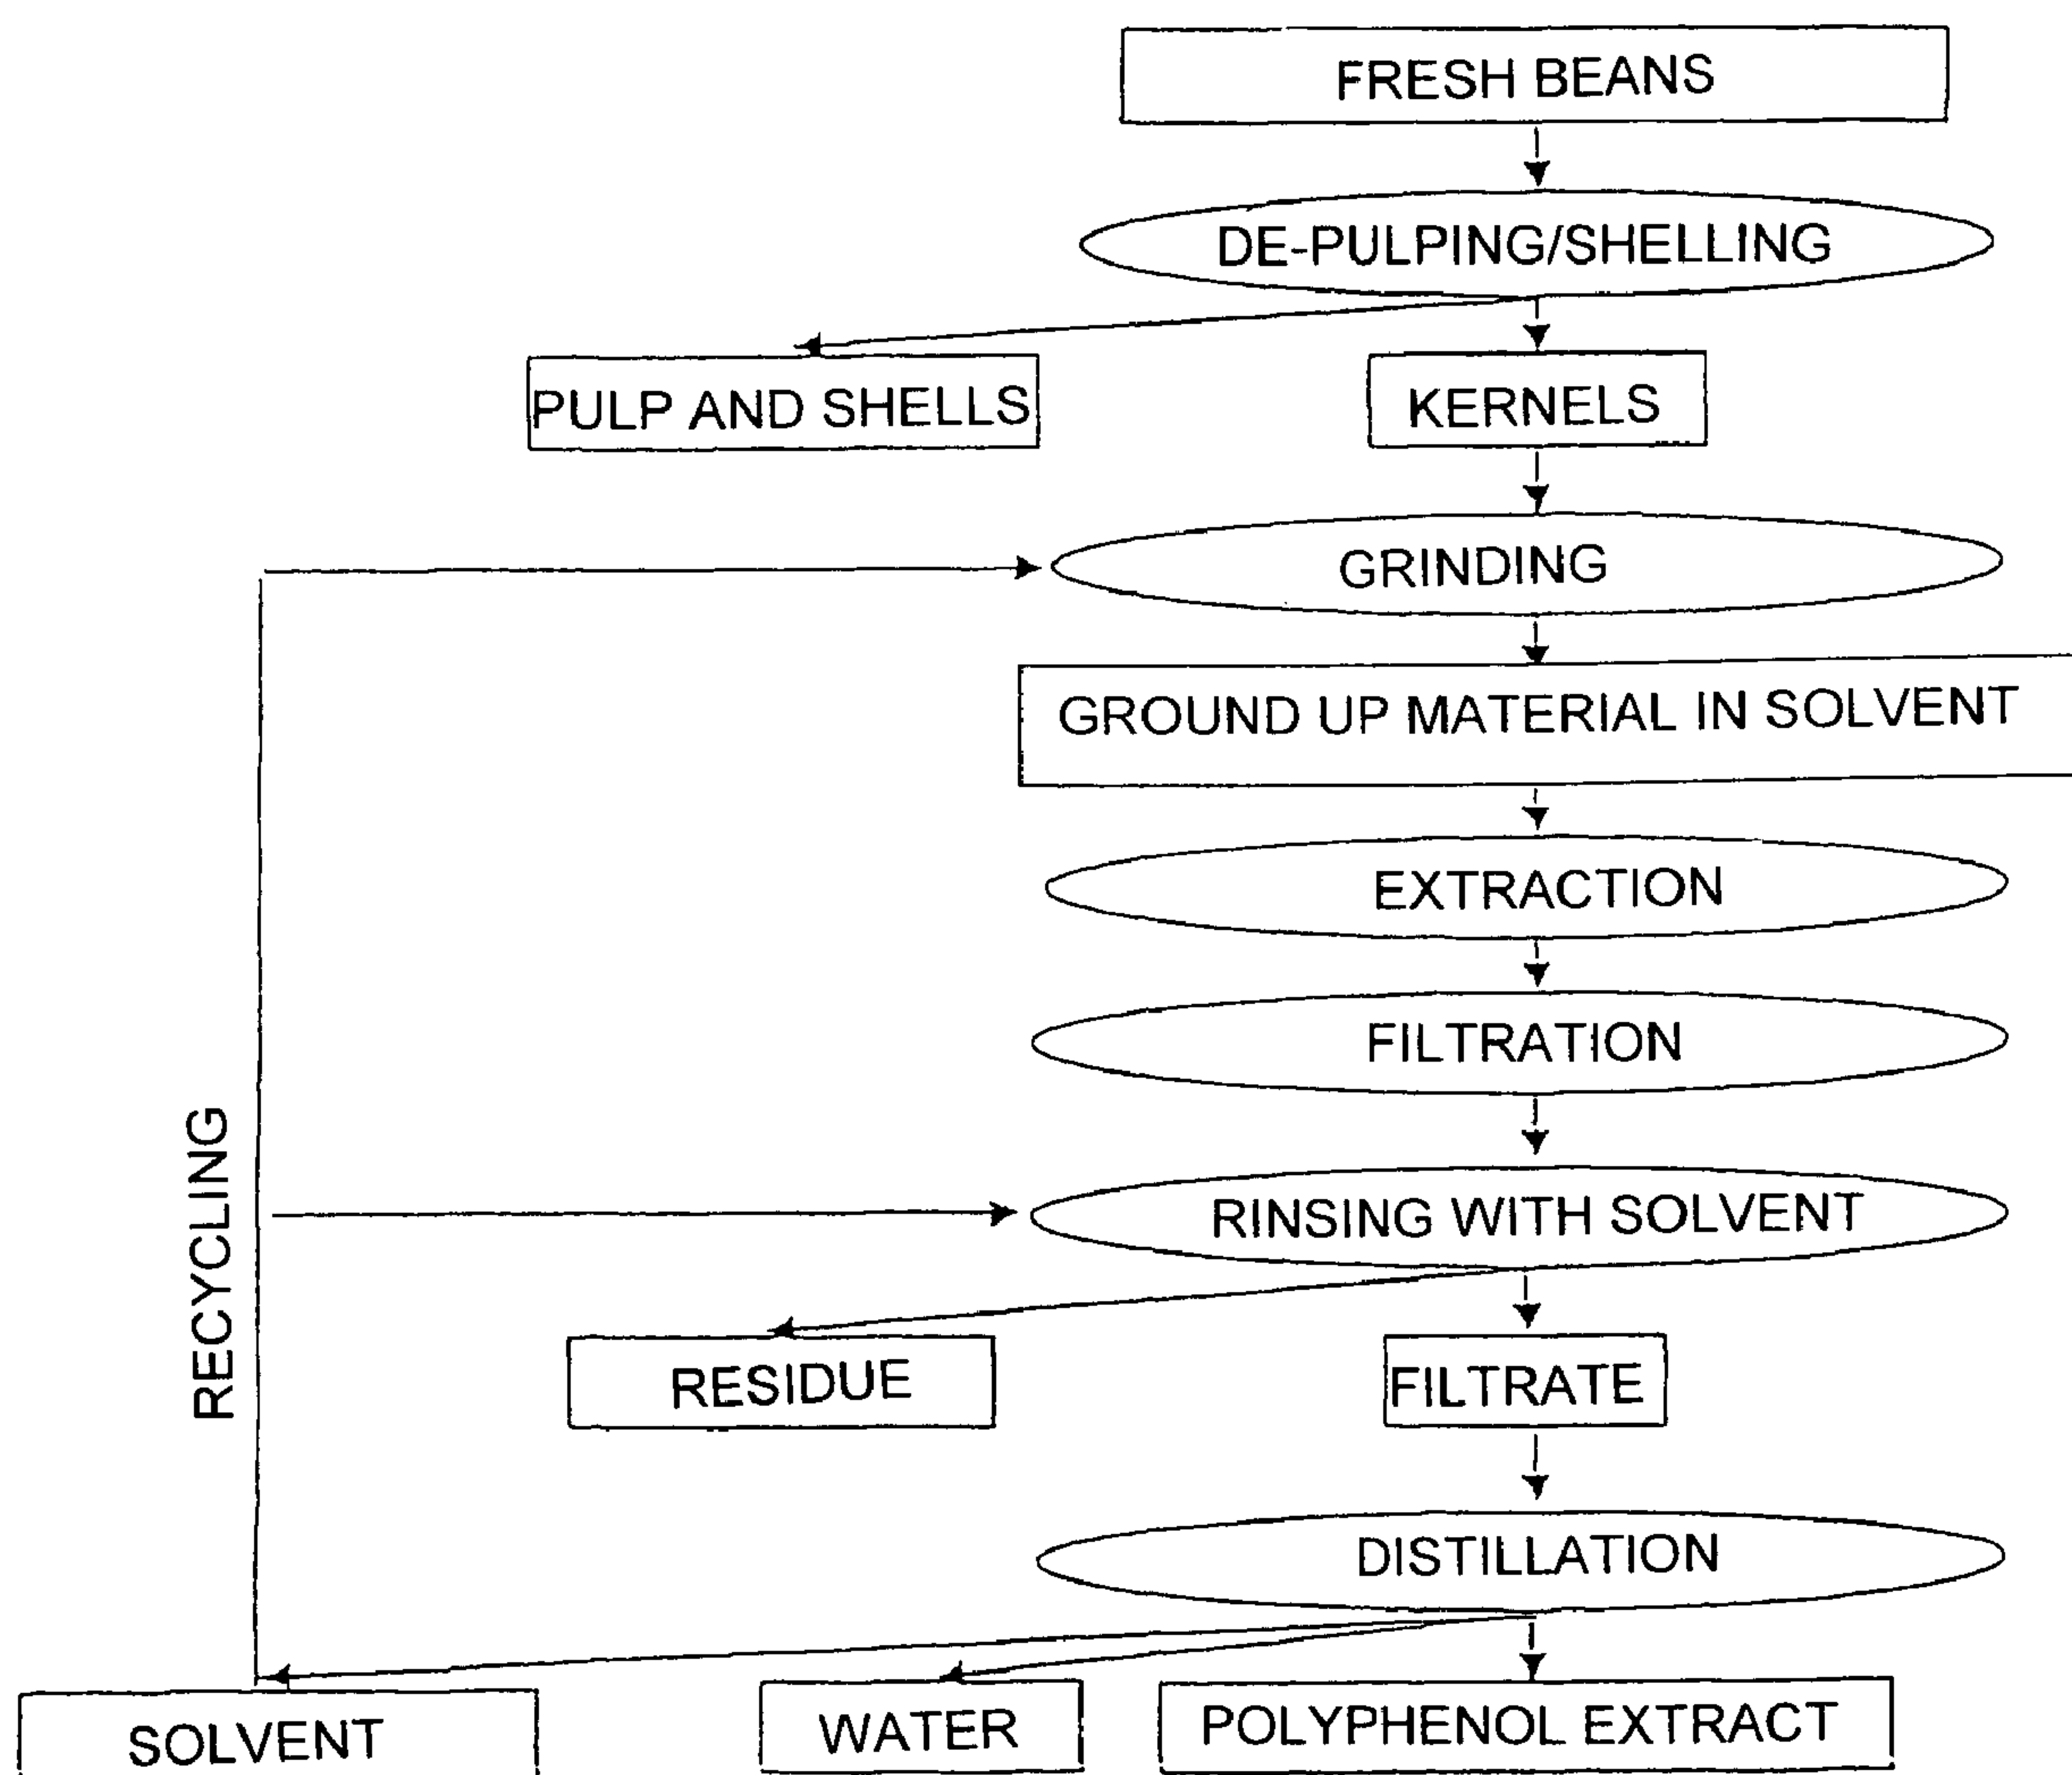 FRESH BEANS
DE-PULPING/SHELLING
PULP AND SHELLS
KERNELS
GRINDING
GROUND UP MATERIAL IN SOLVENT
EXTRACTION
FILTRATION
RECYCLING
RINSING WITH SOLVENT
RESIDUE
FILTRATE
DISTILLATION
SOLVENT
WATER
POLYPHENOL EXTRACT